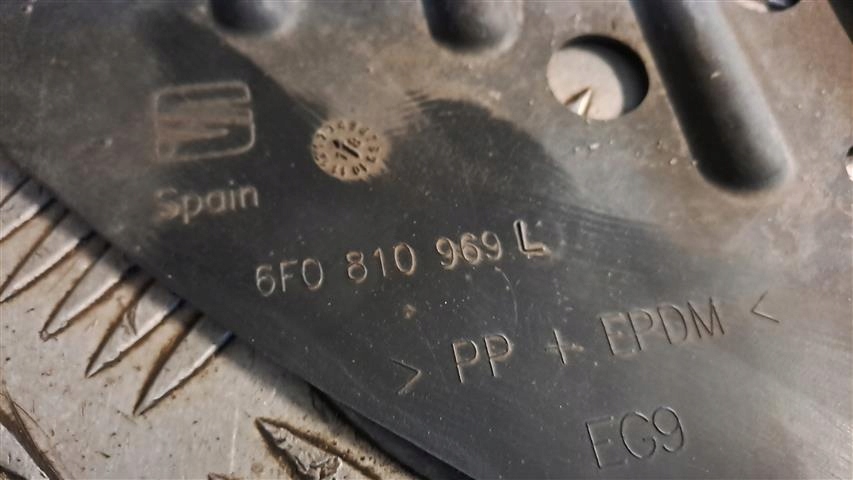 Spain
6F0 810 969 L
> PP + EPDM <
EG9